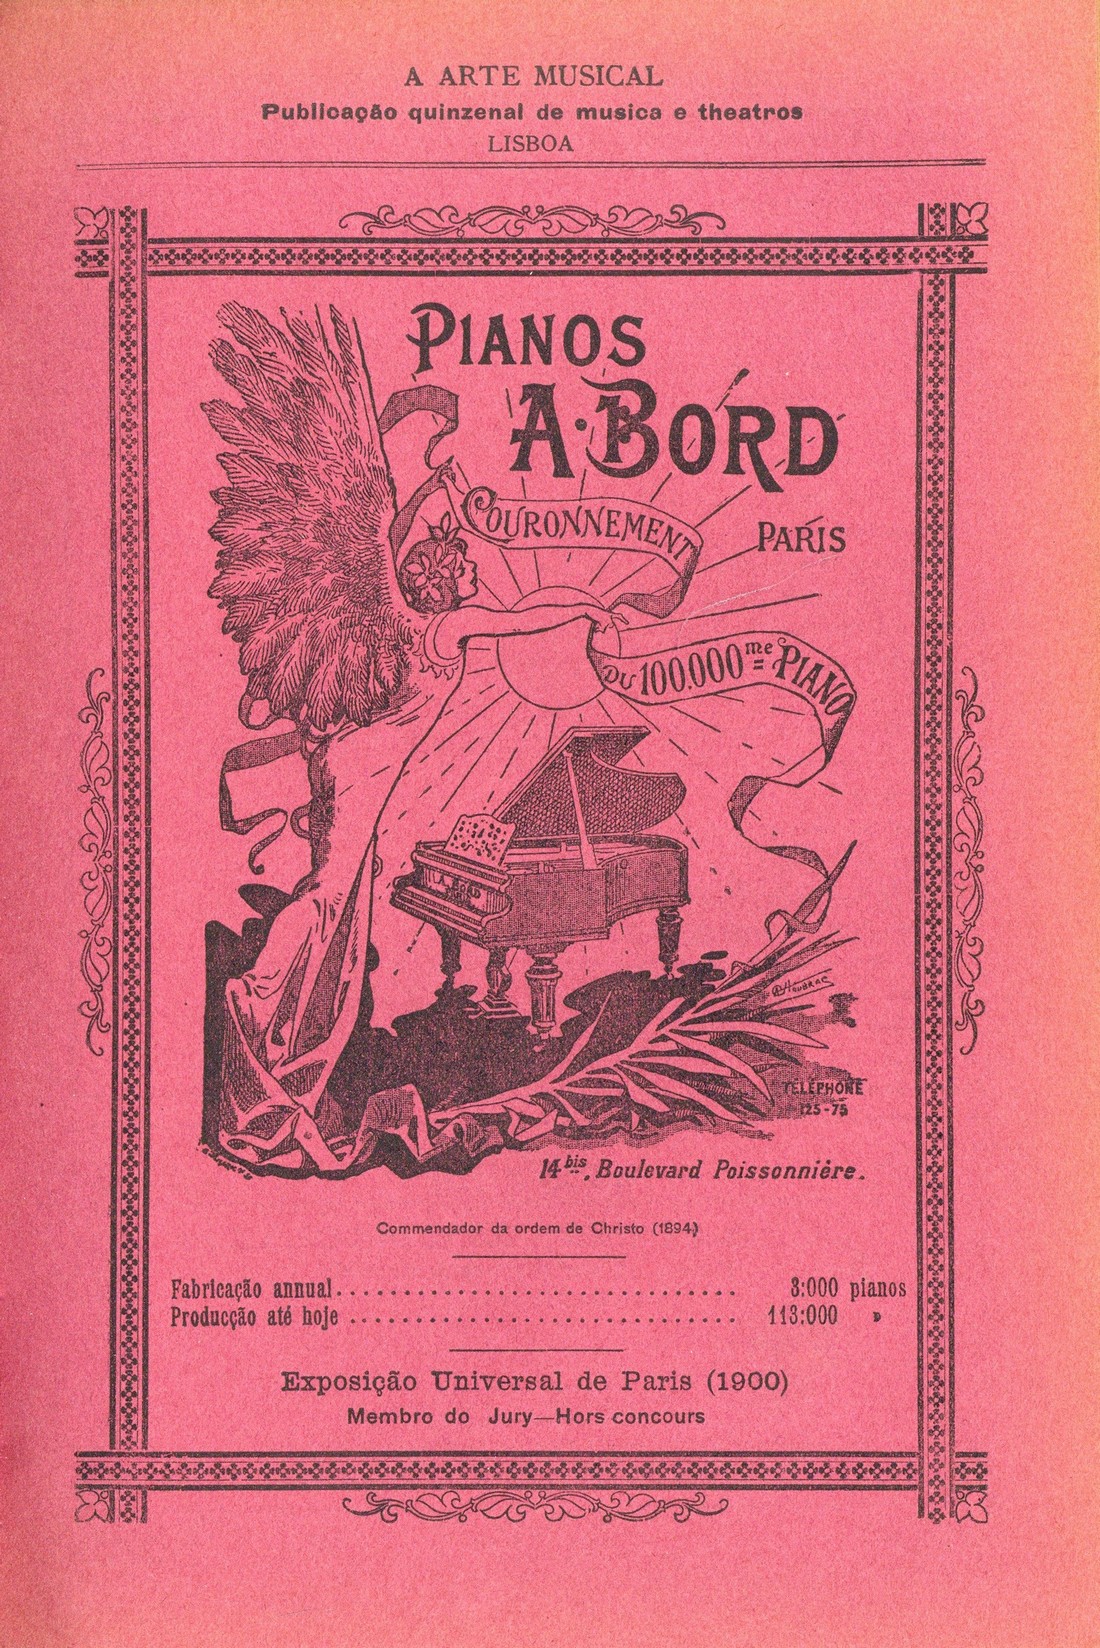 A ARTE MUSICAL
Publicação quinzenal de musica e theatros
LISBOA
PIANOS
A. BORD
COURONNEMENT
PARIS
DU 100.000me PIANO
A. BORD
TÉLÉPHONE
125-75
14bis, Boulevard Poissonnière.
Commendador da ordem de Christo (1894)
Fabricação annual........................... 3:000 pianos
Producção até hoje........................... 113:000 »
Exposição Universal de Paris (1900)
Membro do Jury—Hors concours